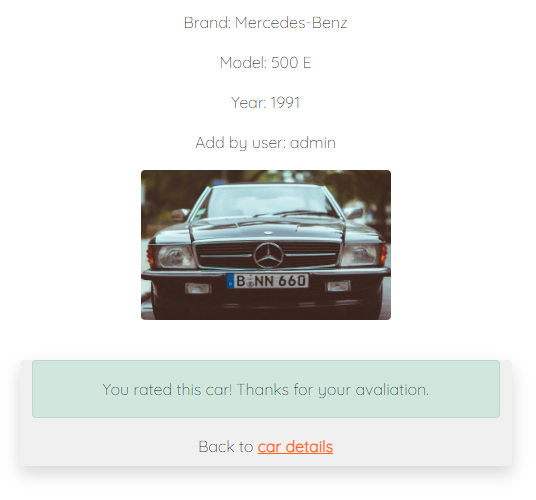 Brand: Mercedes-Benz
Model: 500 E
Year: 1991
Add by user: admin
B NN 660
You rated this car! Thanks for your avaliation.
Back to car details